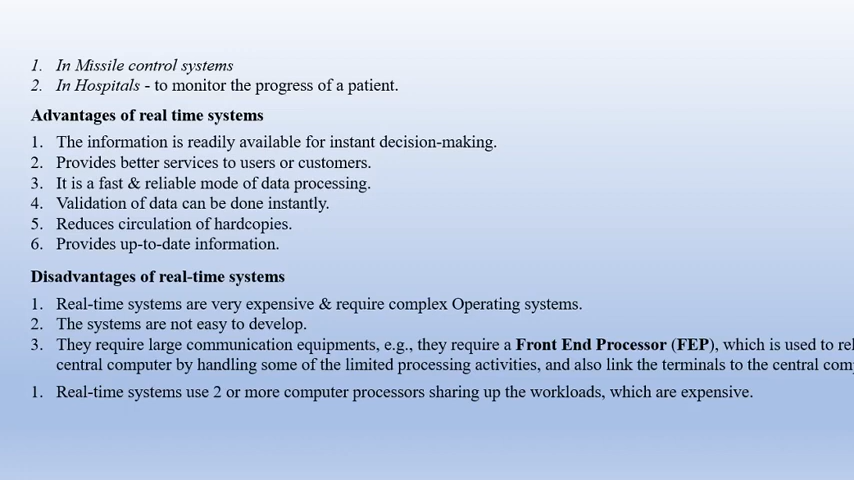 1. In Missile control systems
2. In Hospitals - to monitor the progress of a patient.
Advantages of real time systems
1. The information is readily available for instant decision-making.
2. Provides better services to users or customers.
3. It is a fast & reliable mode of data processing.
4. Validation of data can be done instantly.
5. Reduces circulation of hardcopies.
6. Provides up-to-date information.
Disadvantages of real-time systems
1. Real-time systems are very expensive & require complex Operating systems.
2. The systems are not easy to develop.
3. They require large communication equipments, e.g., they require a Front End Processor (FEP), which is used to
central computer by handling some of the limited processing activities, and also link the terminals to the central
1. Real-time systems use 2 or more computer processors sharing up the workloads, which are expensive.